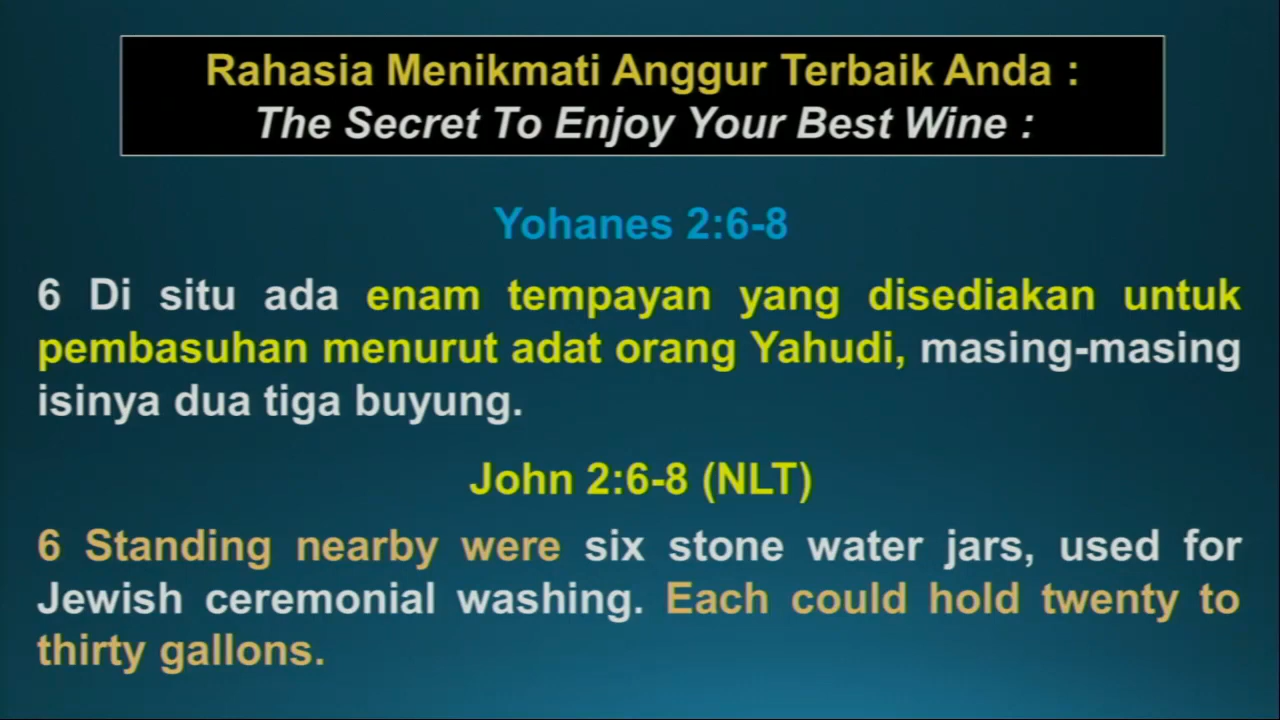 Rahasia Menikmati Anggur Terbaik Anda :
The Secret To Enjoy Your Best Wine :
Yohanes 2:6-8
6 Di situ ada enam tempayan yang disediakan untuk
pembasuhan menurut adat orang Yahudi, masing-masing
isinya dua tiga buyung.
John 2:6-8 (NLT)
6 Standing nearby were six stone water jars, used for
Jewish ceremonial washing. Each could hold twenty to
thirty gallons.